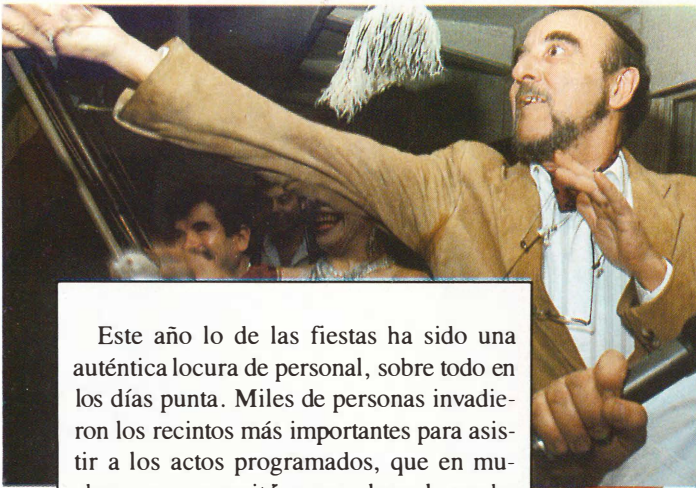 Este año lo de las fiestas ha sido una
auténtica locura de personal, sobre todo en
los días punta. Miles de personas invadie-
ron los recintos más importantes para asis-
tir a los actos programados, que en mu-